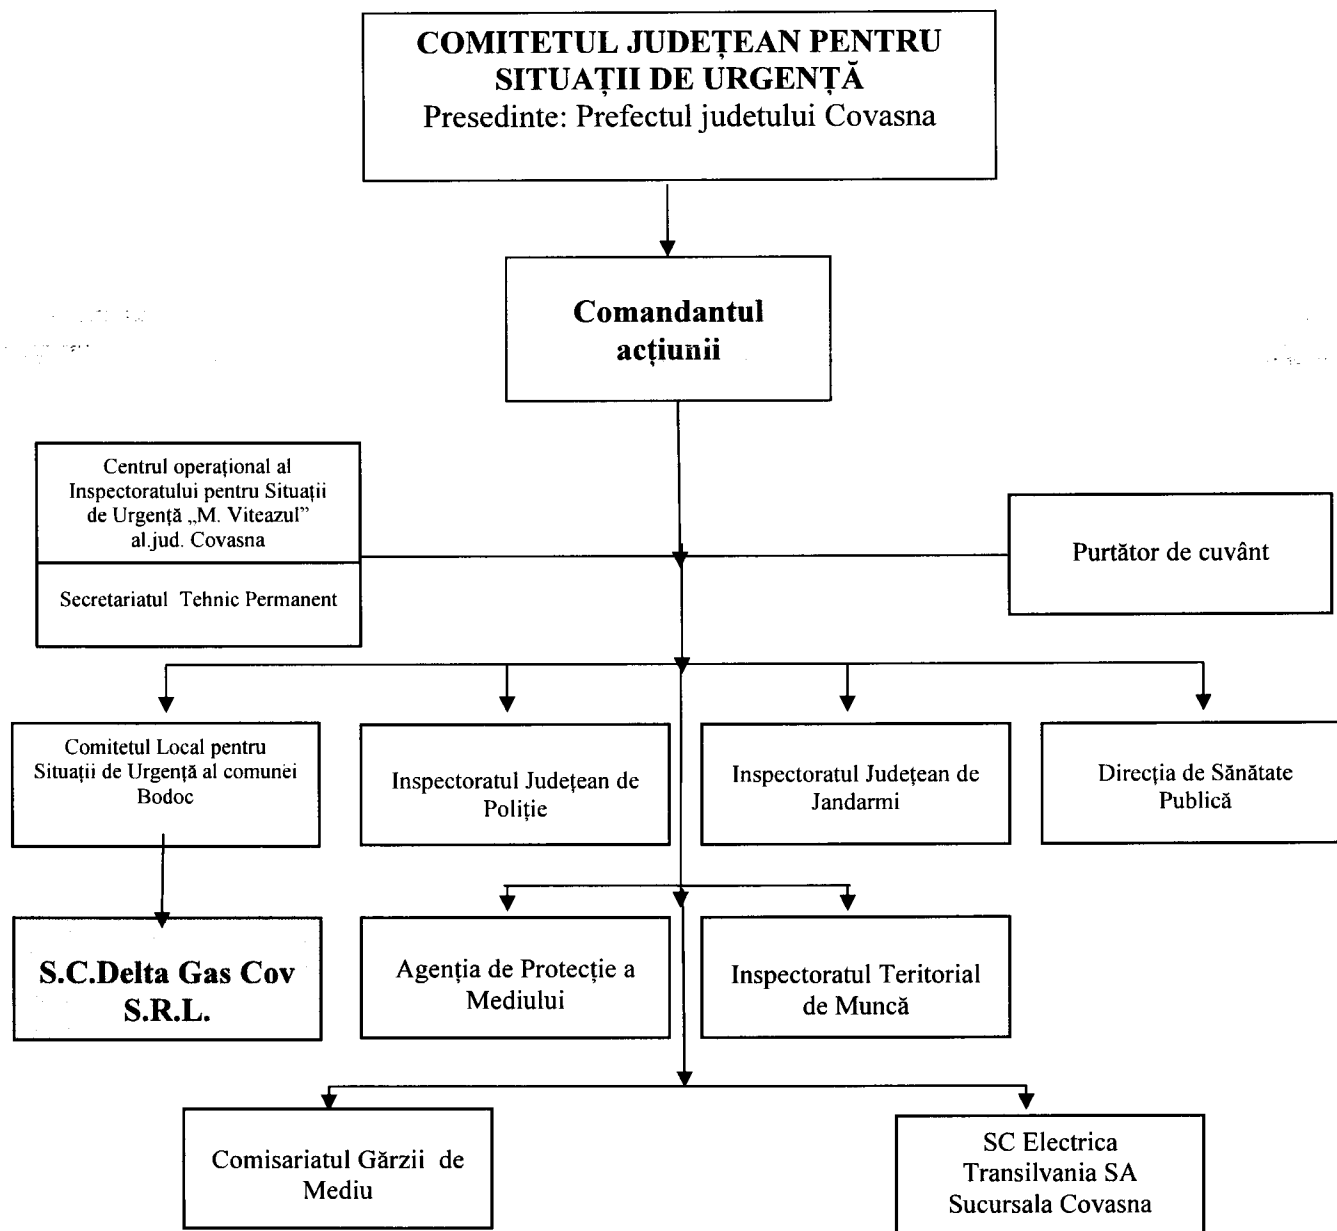 COMITETUL JUDEȚEAN PENTRU
SITUAȚII DE URGENȚĂ
Presedinte: Prefectul judetului Covasna
Comandantul
acțiunii
Centrul operațional al
Inspectoratului pentru Situații
de Urgență „M. Viteazul”
al.jud. Covasna
Secretariatul Tehnic Permanent
Purtător de cuvânt
Comitetul Local pentru
Situații de Urgență al comunei
Bodoc
Inspectoratul Județean de
Poliție
Inspectoratul Județean de
Jandarmi
Direcția de Sănătate
Publică
S.C.Delta Gas Cov
S.R.L.
Agenția de Protecție a
Mediului
Inspectoratul Teritorial
de Muncă
Comisariatul Gărzii de
Mediu
SC Electrica
Transilvania SA
Sucursala Covasna